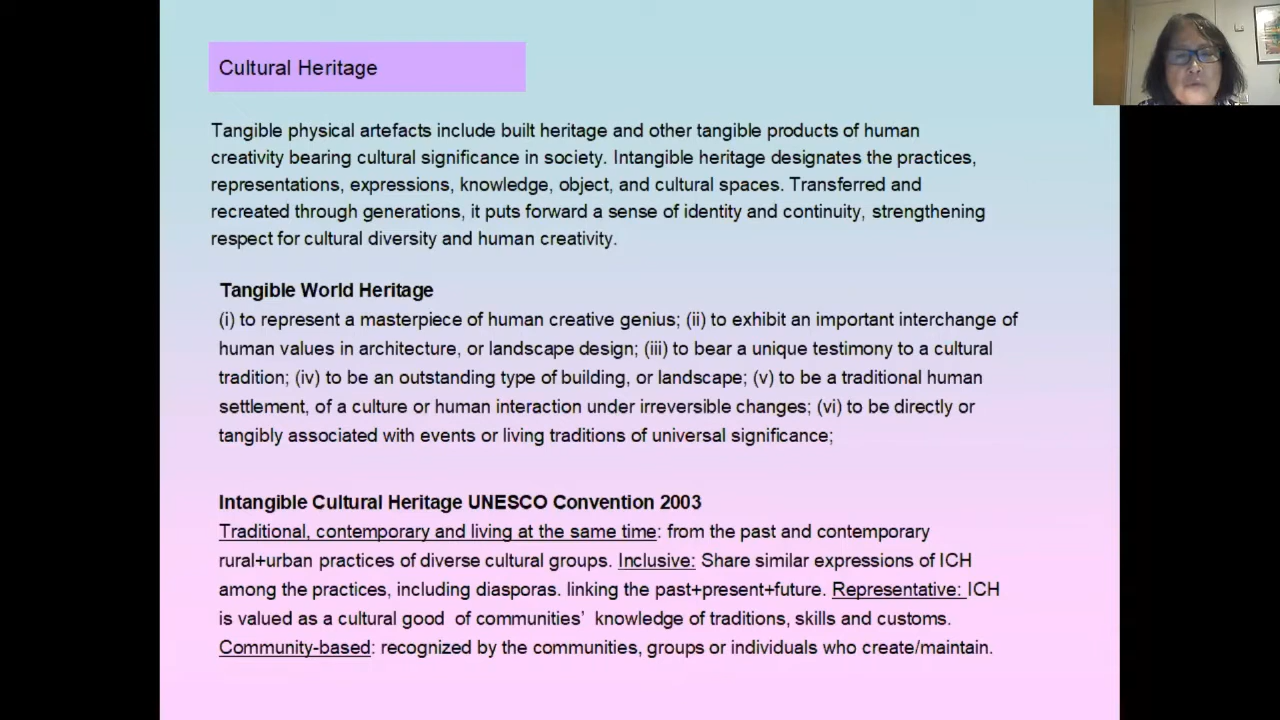 Cultural Heritage
Tangible physical artefacts include built heritage and other tangible products of human
creativity bearing cultural significance in society. Intangible heritage designates the practices,
representations, expressions, knowledge, object, and cultural spaces. Transferred and
recreated through generations, it puts forward a sense of identity and continuity, strengthening
respect for cultural diversity and human creativity.
Tangible World Heritage
(i) to represent a masterpiece of human creative genius; (ii) to exhibit an important interchange of
human values in architecture, or landscape design; (iii) to bear a unique testimony to a cultural
tradition; (iv) to be an outstanding type of building, or landscape; (v) to be a traditional human
settlement, of a culture or human interaction under irreversible changes; (vi) to be directly or
tangibly associated with events or living traditions of universal significance;
Intangible Cultural Heritage UNESCO Convention 2003
Traditional, contemporary and living at the same time: from the past and contemporary
rural+urban practices of diverse cultural groups. Inclusive: Share similar expressions of ICH
among the practices, including diasporas. linking the past+present+future. Representative: ICH
is valued as a cultural good of communities’ knowledge of traditions, skills and customs.
Community-based: recognized by the communities, groups or individuals who create/maintain.